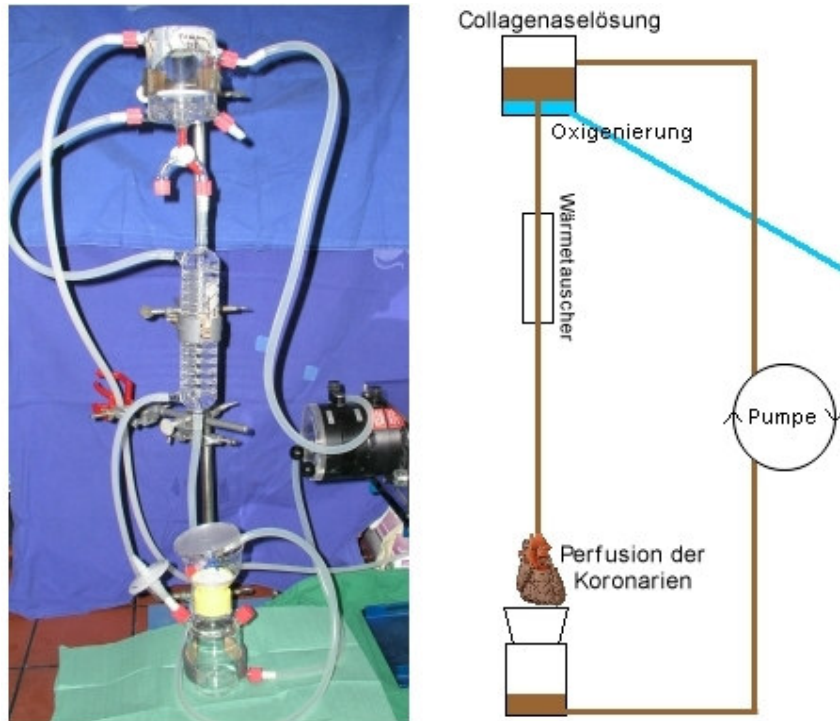 Collagenaselösung
Oxigenierung
Wärmetauscher
Pumpe
Perfusion der
Koronarien